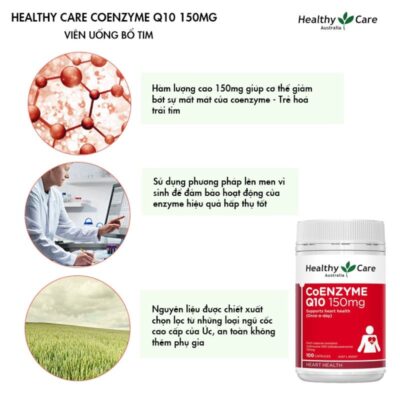 HEALTHY CARE COENZYME Q10 150MG
Healthy Care
Australia
VIÊN UỐNG BỔ TIM
Hàm lượng cao 150mg giúp cơ thể giảm
bớt sự mất mát của coenzyme - Trẻ hoá
trái tim
Sử dụng phương pháp lên men vi
sinh để đảm bảo hoạt động của
enzyme hiệu quả hấp thụ tốt
Nguyên liệu được chiết xuất
chọn lọc từ những loại ngũ cốc
cao cấp của Úc, an toàn không
thêm phụ gia
Healthy Care
Australia
CoENZYME
Q10 150mg
Supports heart health
(Once-a-day)
100 CAPSULES
HEART HEALTH